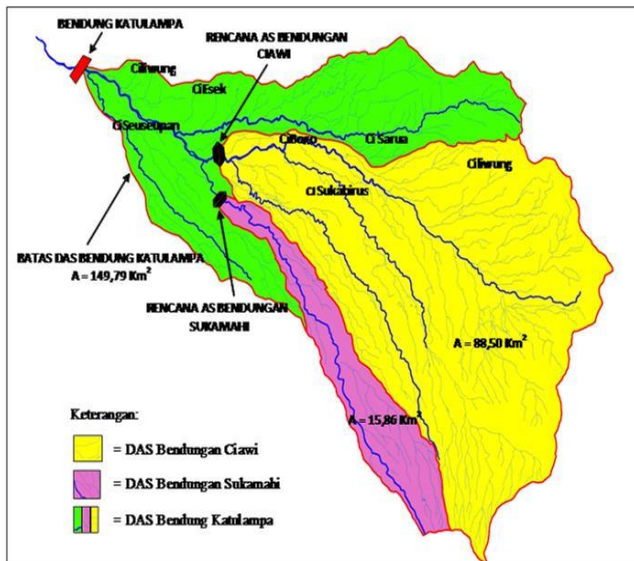 BENDUNG KATULAMPA
RENCANA AS BENDUNGAN
CIAWI
Ciliwung
Ci Esek
Ci Seuseupan
Ci Bogo
Ci Sarua
Ciliwung
Ci Sukabirus
BATAS DAS BENDUNG KATULAMPA
A = 149,79 Km²
RENCANA AS BENDUNGAN
SUKAMAHI
A = 88,50 Km²
A = 15,86 Km²
Keterangan:
= DAS Bendungan Ciawi
= DAS Bendungan Sukamahi
= DAS Bendung Katulampa